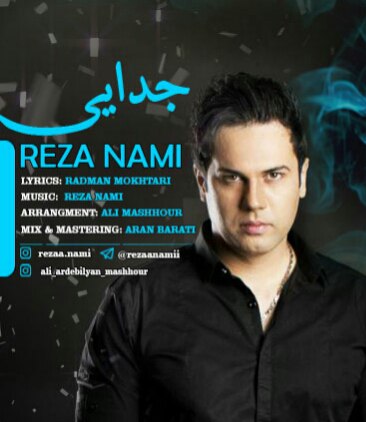 جدایی
REZA NAMI
LYRICS: RADMAN MOKHTARI
MUSIC: REZA NAMI
ARRANGMENT: ALI MASHHOUR
MIX & MASTERING: ARAN BARATI
rezaa.nami @rezaanamii
ali_ardebilyan_mashhour